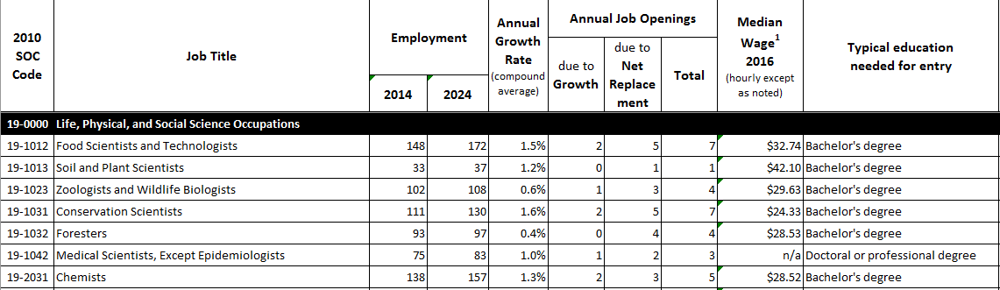 2010 SOC Code Job Title Employment Annual Growth Rate (compound average) Annual Job Openings Median Wage1 2016 (hourly except as noted) Typical education needed for entry
2014 2024 due to Growth due to Net Replace ment Total
19-0000 Life, Physical, and Social Science Occupations
19-1012 Food Scientists and Technologists 148 172 1.5% 2 5 7 $32.74 Bachelor's degree
19-1013 Soil and Plant Scientists 33 37 1.2% 0 1 1 $42.10 Bachelor's degree
19-1023 Zoologists and Wildlife Biologists 102 108 0.6% 1 3 4 $29.63 Bachelor's degree
19-1031 Conservation Scientists 111 130 1.6% 2 5 7 $24.33 Bachelor's degree
19-1032 Foresters 93 97 0.4% 0 4 4 $28.53 Bachelor's degree
19-1042 Medical Scientists, Except Epidemiologists 75 83 1.0% 1 2 3 n/a Doctoral or professional degree
19-2031 Chemists 138 157 1.3% 2 3 5 $28.52 Bachelor's degree